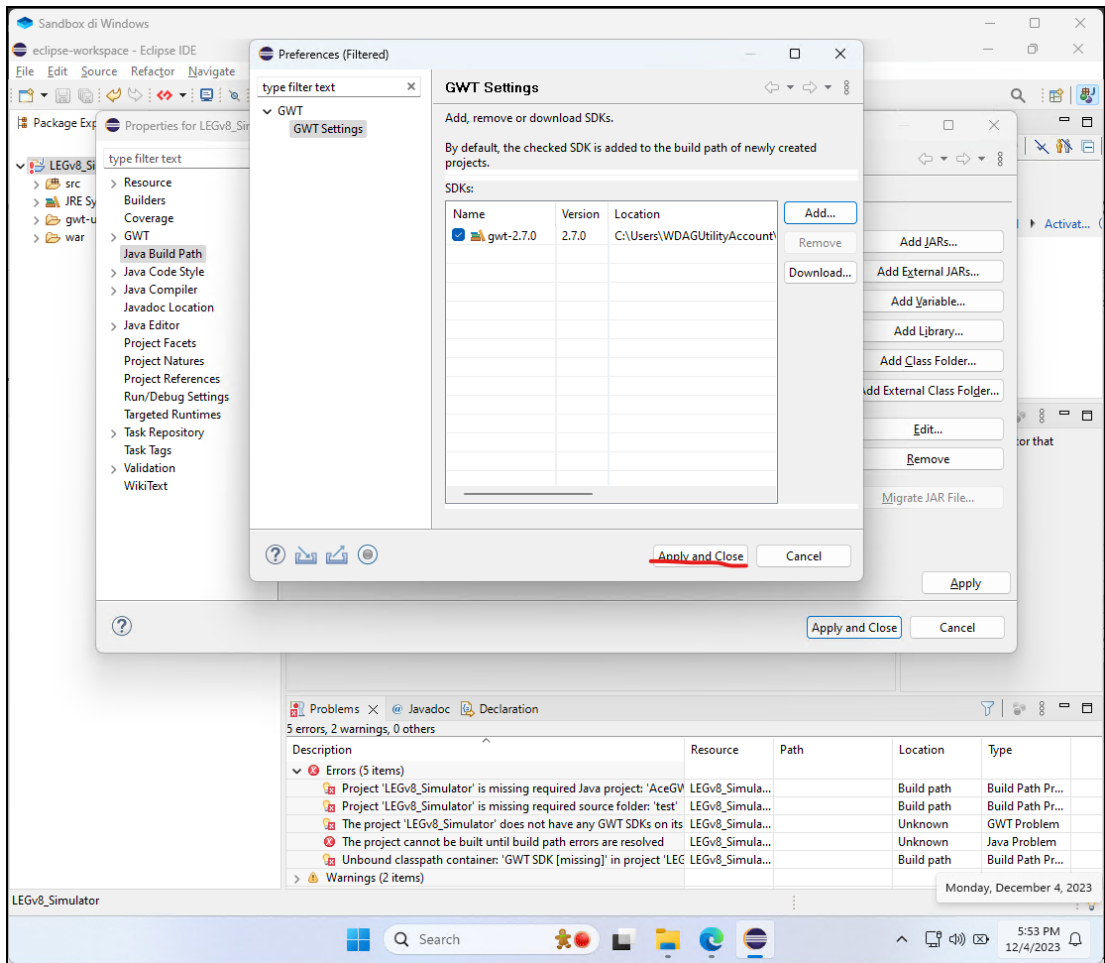 Sandbox di Windows
eclipse-workspace - Eclipse IDE
File Edit Source Refactor Navigate
Package Exp
LEGv8_Si
src
JRE Sy
gwt-u
war
Properties for LEGv8_Sir
type filter text
Resource
Builders
Coverage
GWT
Java Build Path
Java Code Style
Java Compiler
Javadoc Location
Java Editor
Project Facets
Project Natures
Project References
Run/Debug Settings
Targeted Runtimes
Task Repository
Task Tags
Validation
WikiText
Preferences (Filtered)
type filter text
GWT
GWT Settings
GWT Settings
Add, remove or download SDKs.
By default, the checked SDK is added to the build path of newly created
projects.
SDKs:
Name Version Location
gwt-2.7.0 2.7.0 C:\Users\WDAGUtilityAccount\
Add...
Remove
Download...
Apply and Close Cancel
Add JARs...
Add External JARs...
Add Variable...
Add Library...
Add Class Folder...
Add External Class Folder...
Edit...
Remove
Migrate JAR File...
Apply
Apply and Close Cancel
Activat...
tor that
Problems Javadoc Declaration
5 errors, 2 warnings, 0 others
Description Resource Path Location Type
Errors (5 items)
Project 'LEGv8_Simulator' is missing required Java project: 'AceGW LEGv8_Simula... Build path Build Path Pr...
Project 'LEGv8_Simulator' is missing required source folder: 'test' LEGv8_Simula... Build path Build Path Pr...
The project 'LEGv8_Simulator' does not have any GWT SDKs on its LEGv8_Simula... Unknown GWT Problem
The project cannot be built until build path errors are resolved LEGv8_Simula... Unknown Java Problem
Unbound classpath container: 'GWT SDK [missing]' in project 'LEG LEGv8_Simula... Build path Build Path Pr...
Warnings (2 items)
Monday, December 4, 2023
LEGv8_Simulator
Search
5:53 PM
12/4/2023